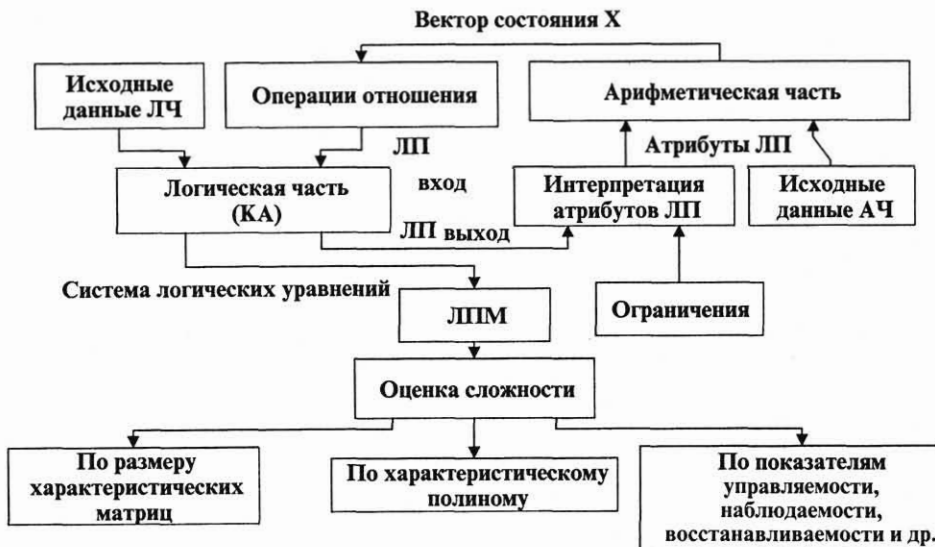 Вектор состояния X
Исходные
данные ЛЧ
Операции отношения
Арифметическая часть
ЛП
вход
Атрибуты ЛП
Логическая часть
(КА)
Интерпретация
атрибутов ЛП
Исходные
данные АЧ
ЛП выход
Система логических уравнений
ЛПМ
Ограничения
Оценка сложности
По размеру
характеристических
матриц
По характеристическому
полиному
По показателям
управляемости,
наблюдаемости,
восстанавливаемости и др.